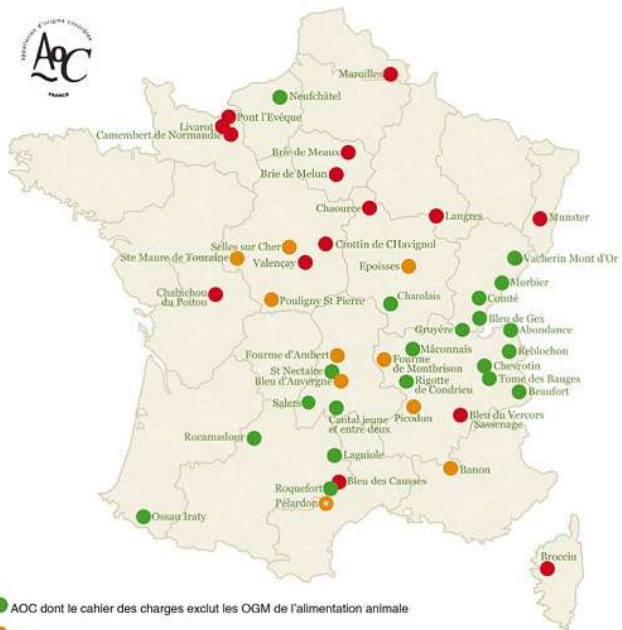 appellation d'origine contrôlée
AOC
FRANCE
Maroilles
Neufchâtel
Pont l'Evêque
Livarot
Camembert de Normandie
Brie de Meaux
Brie de Melun
Chaource
Langres
Munster
Selles sur Cher
Crottin de CHavignol
Ste Maure de Touraine
Valençay
Epoisses
Vacherin Mont d'Or
Morbier
Chabichou
du Poitou
Pouligny St Pierre
Charolais
Comté
Bleu de Gex
Gruyère
Abondance
Mâconnais
Reblochon
Fourme d'Ambert
Fourme
de Montbrison
Chevrotin
St Nectaire
Bleu d'Auvergne
Rigotte
de Condrieu
Tome des Bauges
Beaufort
Salers
Cantal jeune
et entre deux
Picodon
Bleu du Vercors
Sassenage
Rocamadour
Laguiole
Banon
Bleu des Causses
Roquefort
Pélardon
Ossau Iraty
Brocciu
AOC dont le cahier des charges exclut les OGM de l'alimentation animale